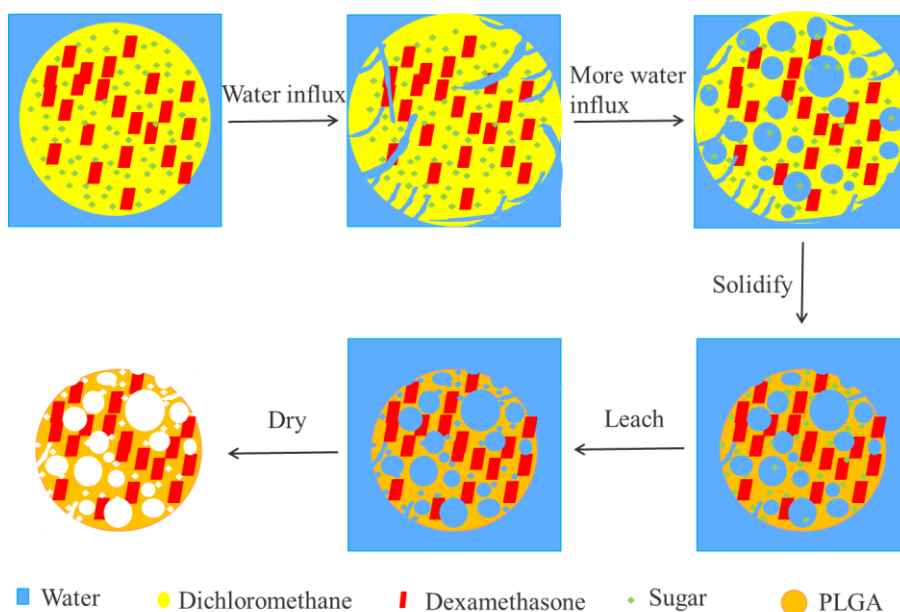 Water influx
More water
influx
Solidify
Leach
Dry
Water
Dichloromethane
Dexamethasone
Sugar
PLGA